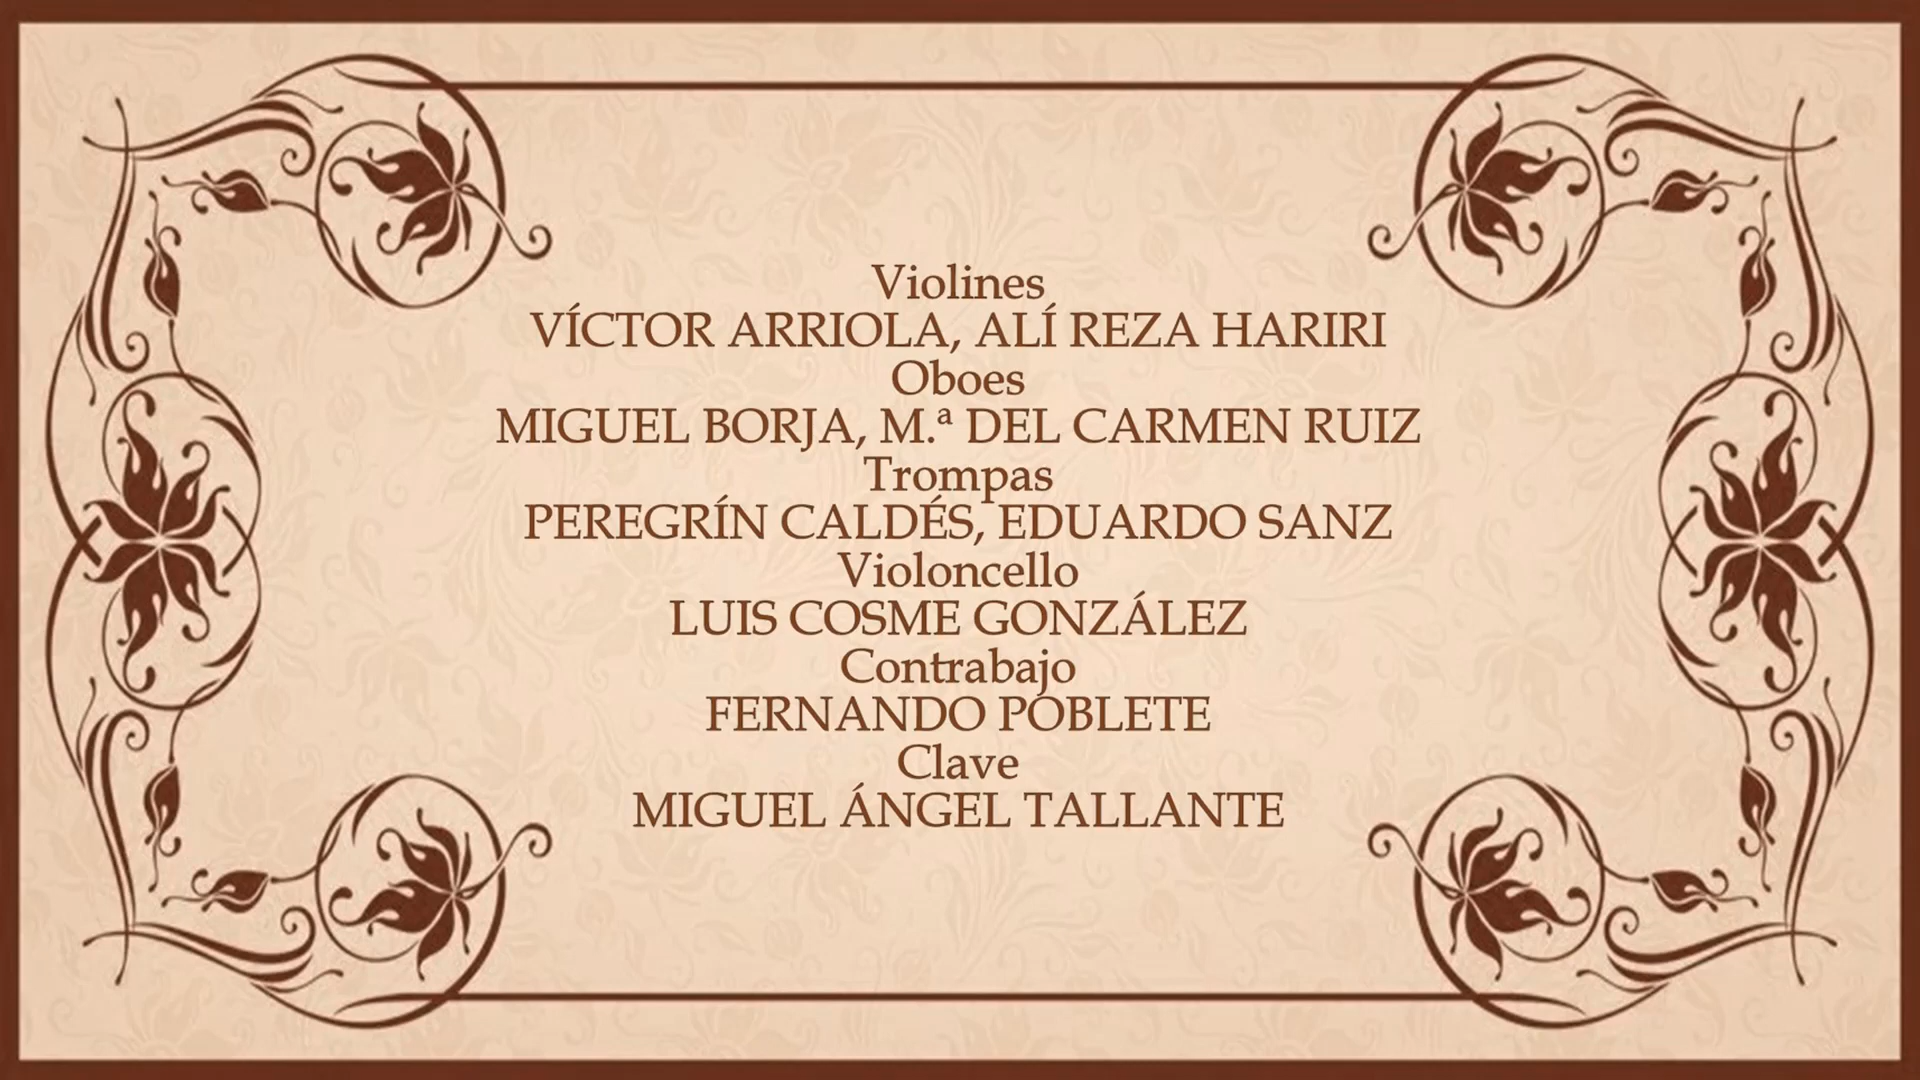 Violines
VÍCTOR ARRIOLA, ALÍ REZA HARIRI
Oboes
MIGUEL BORJA, M.ª DEL CARMEN RUIZ
Trompas
PEREGRÍN CALDÉS, EDUARDO SANZ
Violoncello
LUIS COSME GONZÁLEZ
Contrabajo
FERNANDO POBLETE
Clave
MIGUEL ÁNGEL TALLANTE